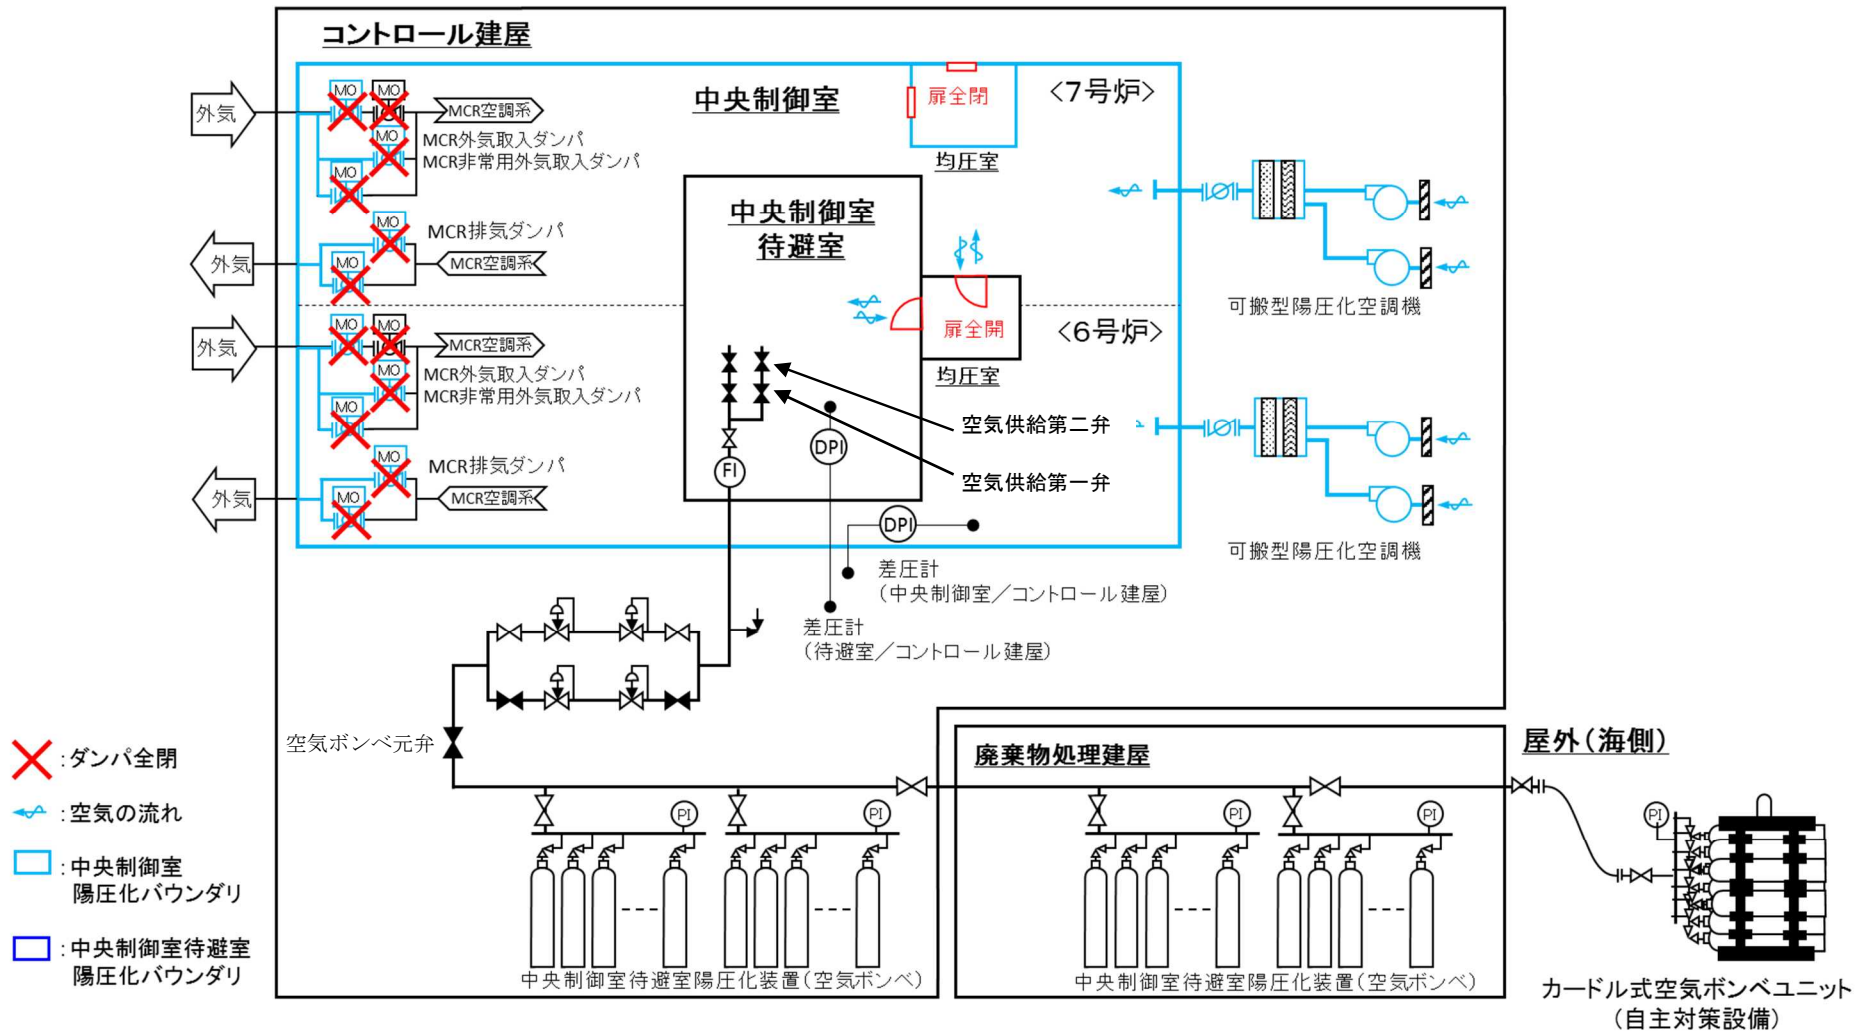 コントロール建屋
中央制御室
<7号炉>
扉全閉
均圧室
外気
MO
MO
MCR空調系
MO
MCR外気取入ダンパ
MCR非常用外気取入ダンパ
MO
MO
MCR排気ダンパ
外気
MO
MCR空調系
中央制御室
待避室
可搬型陽圧化空調機
外気
MO
MO
MCR空調系
MO
MCR外気取入ダンパ
MCR非常用外気取入ダンパ
MO
MO
MCR排気ダンパ
外気
MO
MCR空調系
扉全開
<6号炉>
均圧室
空気供給第二弁
空気供給第一弁
DPI
FI
DPI
可搬型陽圧化空調機
差圧計
(中央制御室/コントロール建屋)
差圧計
(待避室/コントロール建屋)
空気ボンベ元弁
廃棄物処理建屋
屋外(海側)
PI
PI
PI
PI
PI
中央制御室待避室陽圧化装置(空気ボンベ)
中央制御室待避室陽圧化装置(空気ボンベ)
カードル式空気ボンベユニット
(自主対策設備)
:ダンパ全閉
:空気の流れ
:中央制御室
陽圧化バウンダリ
:中央制御室待避室
陽圧化バウンダリ